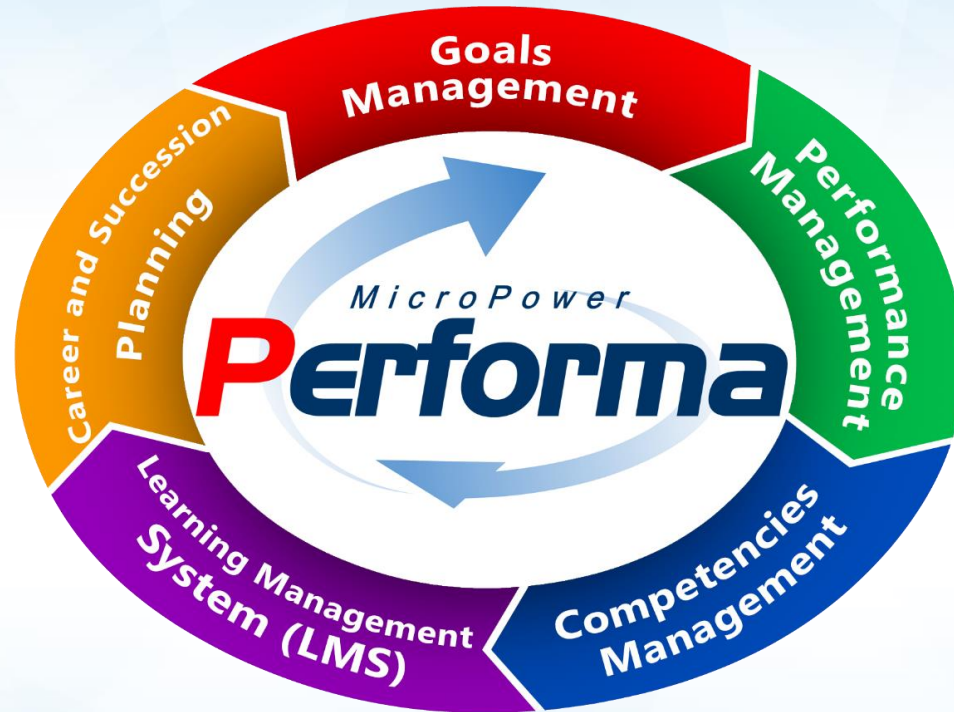 Goals
Management
Performance
Management
Competencies
Management
Learning Management
System (LMS)
Career and Succession
Planning
MicroPower
Performa